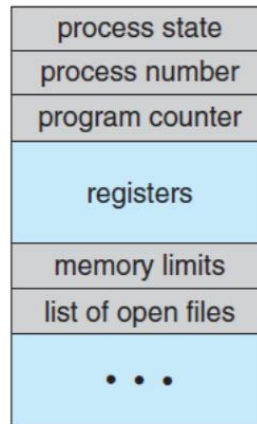 process state
process number
program counter
registers
memory limits
list of open files
• • •